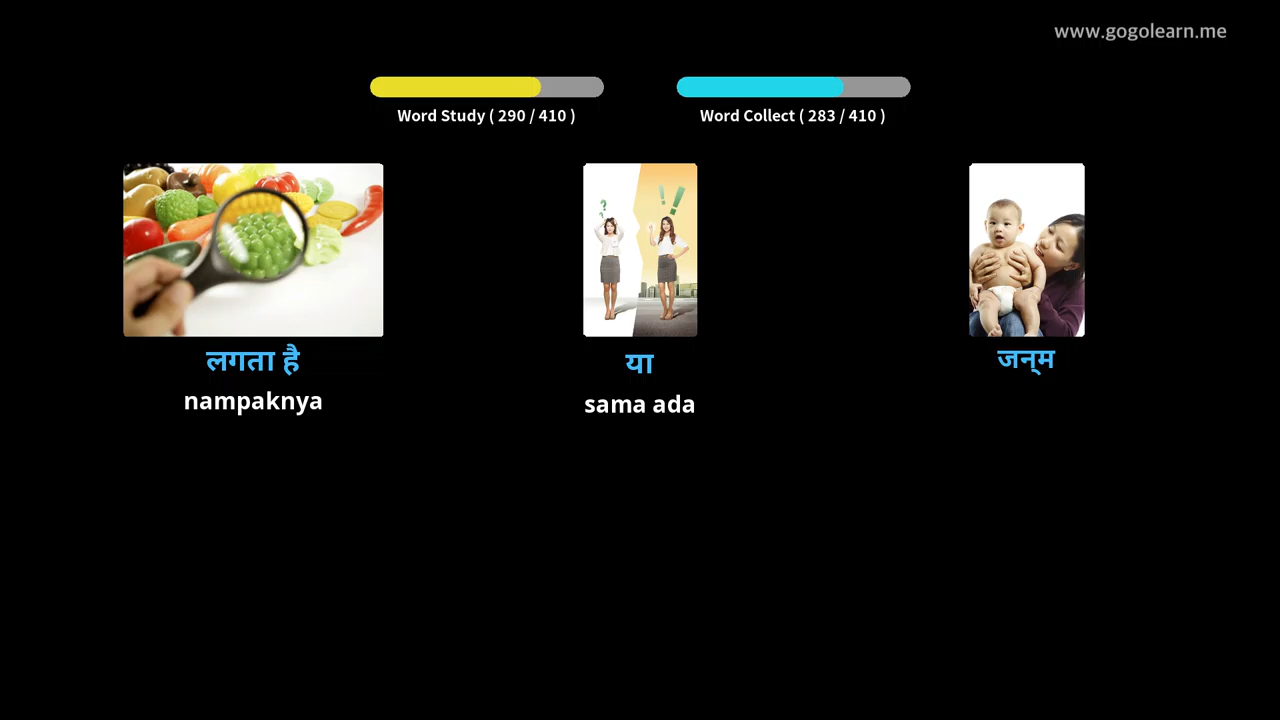 www.gogolearn.me
Word Study ( 290 / 410 )
Word Collect ( 283 / 410 )
लगता है
nampaknya
या
sama ada
जन्म